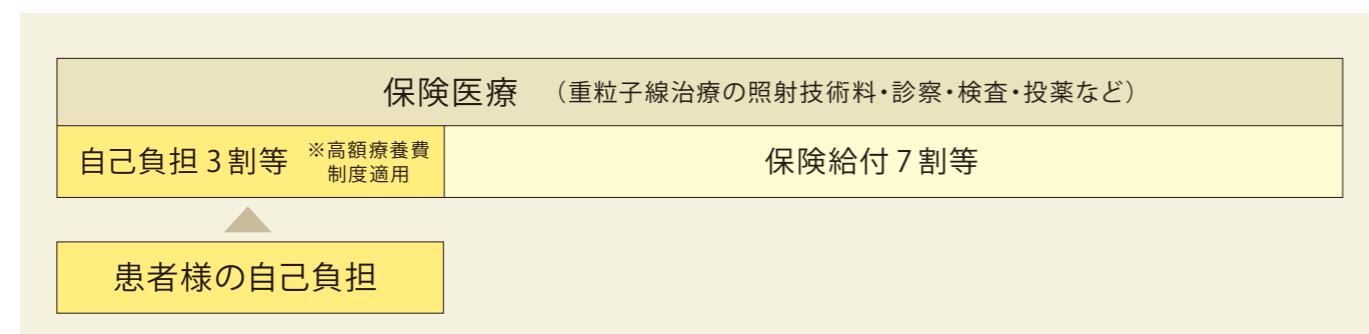 保険医療 (重粒子線治療の照射技術料・診察・検査・投薬など)
自己負担3割等 ※高額療養費
制度適用
保険給付7割等
患者様の自己負担